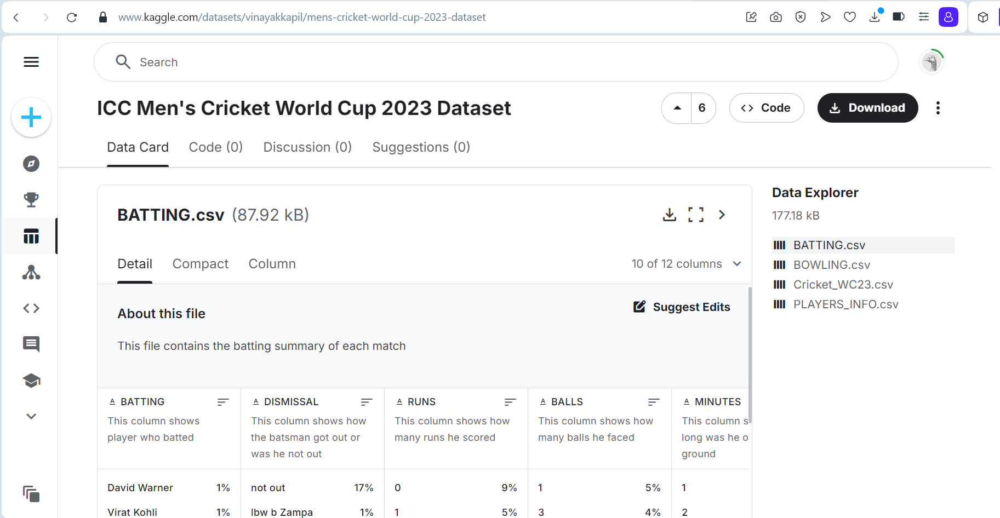 www.kaggle.com/datasets/vinayakkapil/mens-cricket-world-cup-2023-dataset
Search
ICC Men's Cricket World Cup 2023 Dataset
6
Code
Download
Data Card
Code (0)
Discussion (0)
Suggestions (0)
BATTING.csv (87.92 kB)
Detail
Compact
Column
10 of 12 columns
About this file
Suggest Edits
This file contains the batting summary of each match
A BATTING
This column shows
player who batted
A DISMISSAL
This column shows how
the batsman got out or
was he not out
A RUNS
This column shows how
many runs he scored
A BALLS
This column shows how
many balls he faced
A MINUTES
This column s
long was he o
ground
David Warner 1%
not out 17%
0 9%
1 5%
1
Virat Kohli 1%
lbw b Zampa 1%
1 5%
3 4%
2
Data Explorer
177.18 kB
BATTING.csv
BOWLING.csv
Cricket_WC23.csv
PLAYERS_INFO.csv